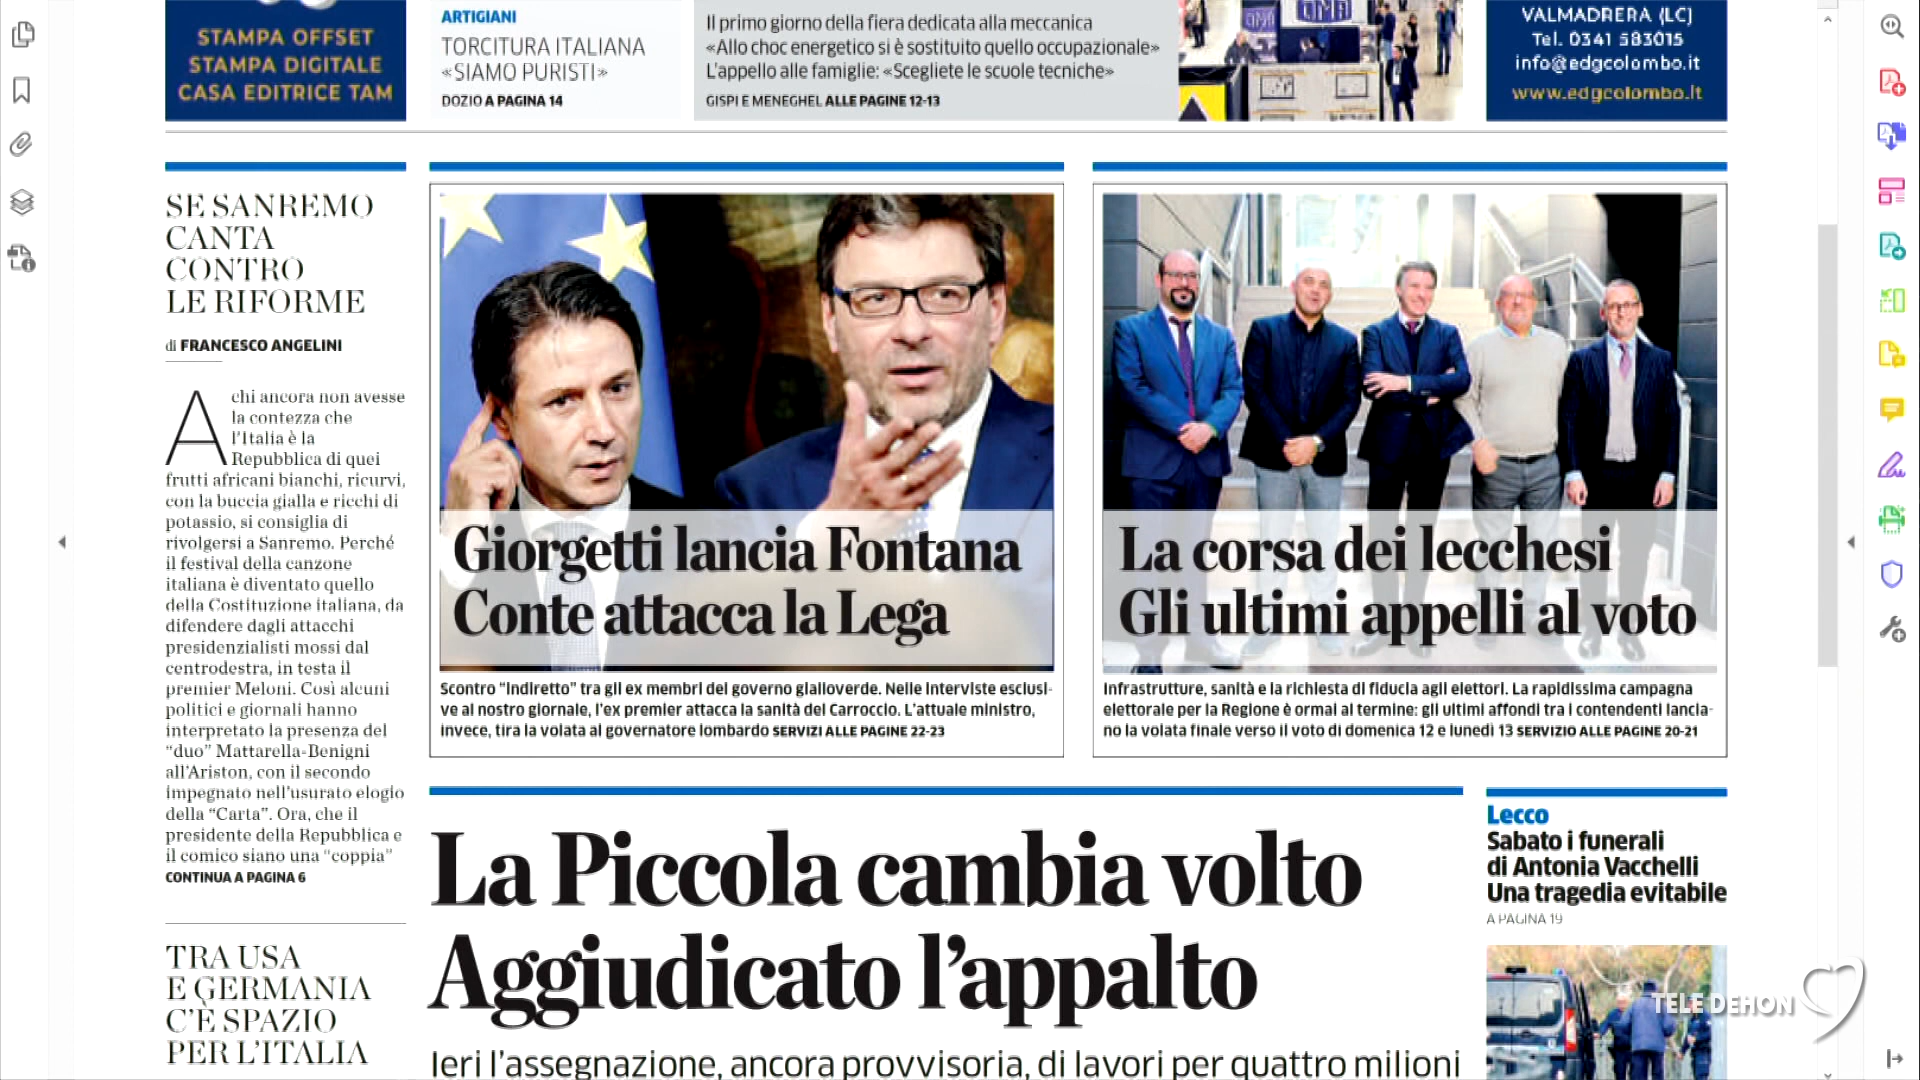 STAMPA OFFSET
STAMPA DIGITALE
CASA EDITRICE TAM
ARTIGIANI
TORCITURA ITALIANA
«SIAMO PURISTI»
DOZIO A PAGINA 14
Il primo giorno della fiera dedicata alla meccanica
«Allo choc energetico si è sostituito quello occupazionale»
L'appello alle famiglie: «Scegliete le scuole tecniche»
GISPI E MENEGHEL ALLE PAGINE 12-13
OMA
OMA
VALMADRERA (LC)
Tel. 0341 583015
info@edgcolombo.it
www.edgcolombo.it
SE SANREMO
CANTA
CONTRO
LE RIFORME
di FRANCESCO ANGELINI
A chi ancora non avesse
la contezza che
l'Italia è la
Repubblica di quei
frutti africani bianchi, ricurvi,
con la buccia gialla e ricchi di
potassio, si consiglia di
rivolgersi a Sanremo. Perché
il festival della canzone
italiana è diventato quello
della Costituzione italiana, da
difendere dagli attacchi
presidenzialisti mossi dal
centrodestra, in testa il
premier Meloni. Così alcuni
politici e giornali hanno
interpretato la presenza del
“duo” Mattarella-Benigni
all'Ariston, con il secondo
impegnato nell'usurato elogio
della “Carta”. Ora, che il
presidente della Repubblica e
il comico siano una “coppia”
CONTINUA A PAGINA 6
TRA USA
E GERMANIA
C'È SPAZIO
PER L'ITALIA
Giorgetti lancia Fontana
Conte attacca la Lega
Scontro “indiretto” tra gli ex membri del governo gialloverde. Nelle interviste esclusi-
ve al nostro giornale, l'ex premier attacca la sanità del Carroccio. L'attuale ministro,
invece, tira la volata al governatore lombardo SERVIZI ALLE PAGINE 22-23
La corsa dei lecchesi
Gli ultimi appelli al voto
Infrastrutture, sanità e la richiesta di fiducia agli elettori. La rapidissima campagna
elettorale per la Regione è ormai al termine: gli ultimi affondi tra i contendenti lancia-
no la volata finale verso il voto di domenica 12 e lunedì 13 SERVIZIO ALLE PAGINE 20-21
La Piccola cambia volto
Aggiudicato l'appalto
Ieri l'assegnazione, ancora provvisoria, di lavori per quattro milioni
Lecco
Sabato i funerali
di Antonia Vacchelli
Una tragedia evitabile
A PAGINA 19
TELE DEHON